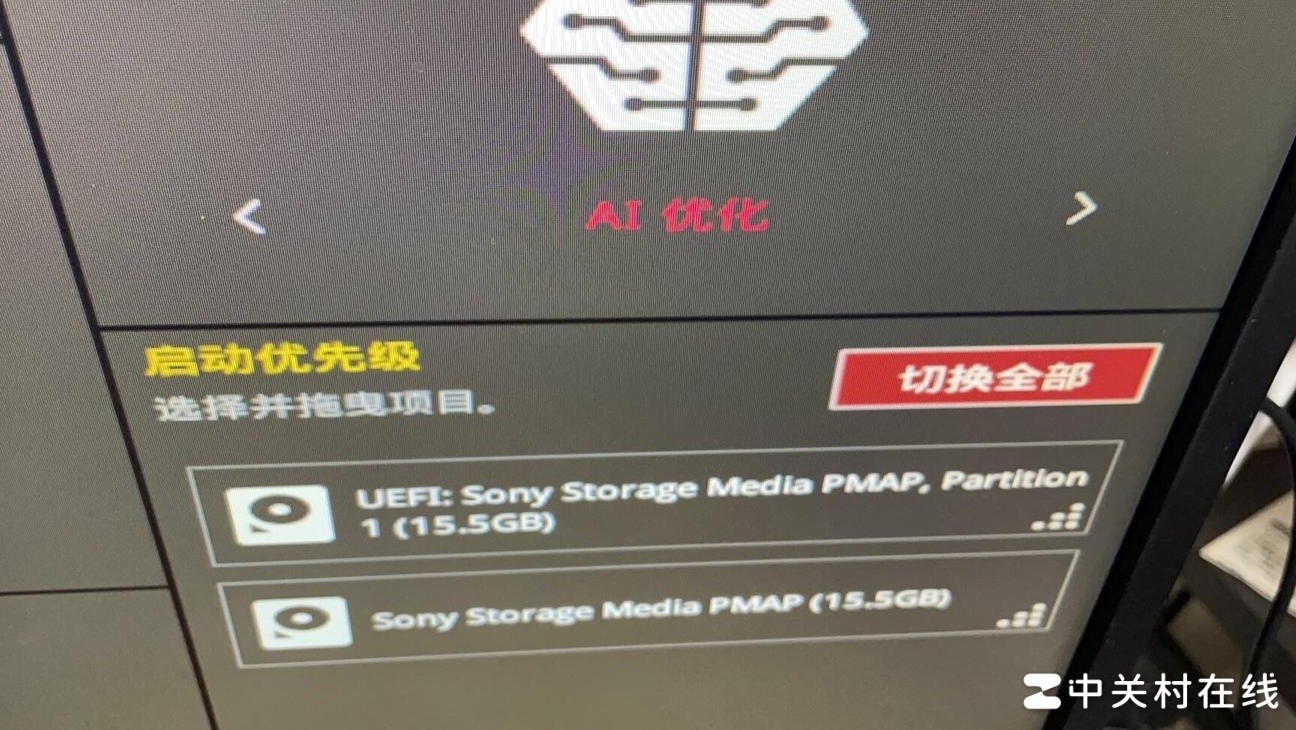 AI 优化
启动优先级
切换全部
选择并拖曳项目。
UEFI: Sony Storage Media PMAP, Partition
1 (15.5GB)
Sony Storage Media PMAP (15.5GB)
中关村在线